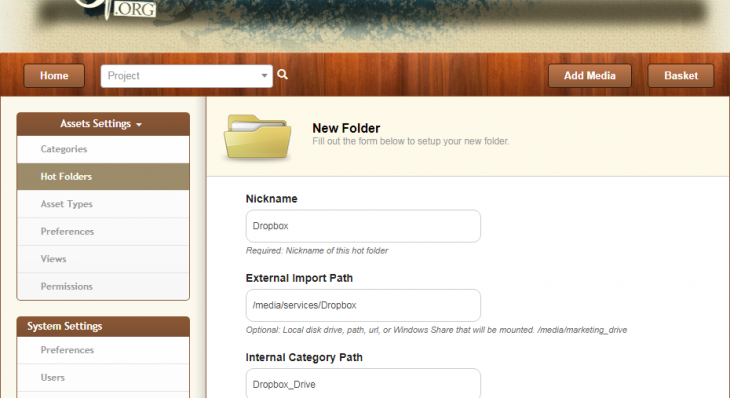 .ORG
Home
Project
Add Media
Basket
Assets Settings
Categories
Hot Folders
Asset Types
Preferences
Views
Permissions
System Settings
Preferences
Users
New Folder
Fill out the form below to setup your new folder.
Nickname
Dropbox
Required: Nickname of this hot folder
External Import Path
/media/services/Dropbox
Optional: Local disk drive, path, url, or Windows Share that will be mounted. /media/marketing_drive
Internal Category Path
Dropbox_Drive